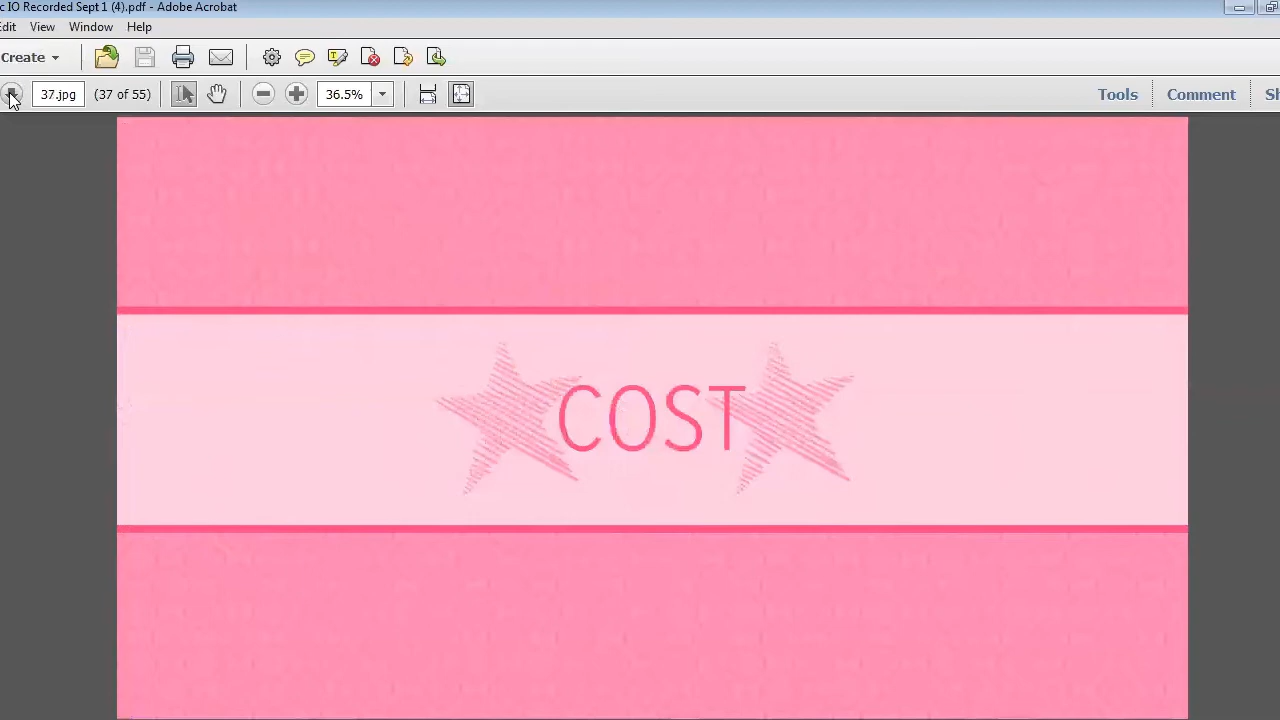 c IO Recorded Sept 1 (4).pdf - Adobe Acrobat
Edit View Window Help
Create
37.jpg (37 of 55) 36.5% Tools Comment Sh
COST